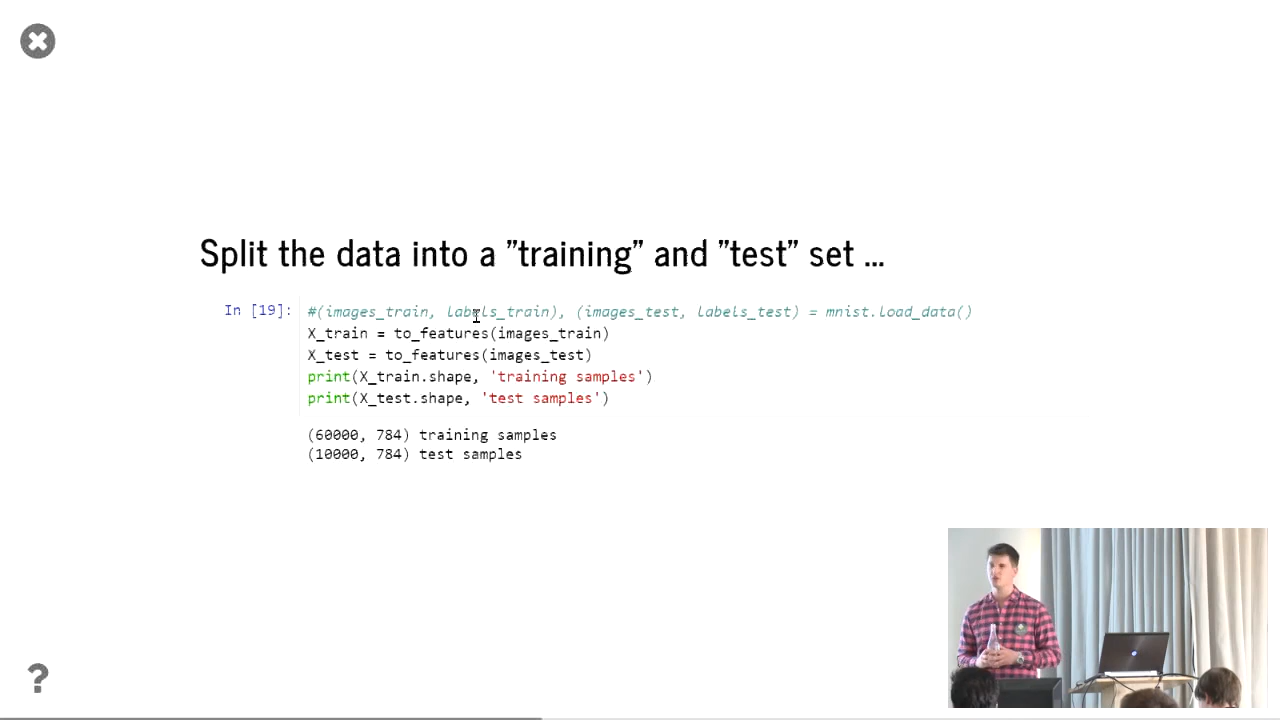 Split the data into a "training" and "test" set ...
In [19]: #(images_train, labels_train), (images_test, labels_test) = mnist.load_data()
X_train = to_features(images_train)
X_test = to_features(images_test)
print(X_train.shape, 'training samples')
print(X_test.shape, 'test samples')
(60000, 784) training samples
(10000, 784) test samples
?